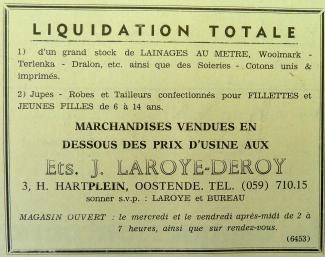 LIQUIDATION TOTALE
1) d'un grand stock de LAINAGES AU METRE, Woolmark -
Terlenka - Dralon, etc. ainsi que des Soieries - Cotons unis &
imprimés.
2) Jupes - Robes et Tailleurs confectionnés pour FILLETTES et
JEUNES FILLES de 6 à 14 ans.
MARCHANDISES VENDUES EN
DESSOUS DES PRIX D'USINE AUX
Ets. J. LAROYE-DEROY
3, H. HARTPLEIN, OOSTENDE. TEL. (059) 710.15
sonner s.v.p. : LAROYE et BUREAU
MAGASIN OUVERT : le mercredi et le vendredi après-midi de 2 à
7 heures, ainsi que sur rendez-vous.
(6453)